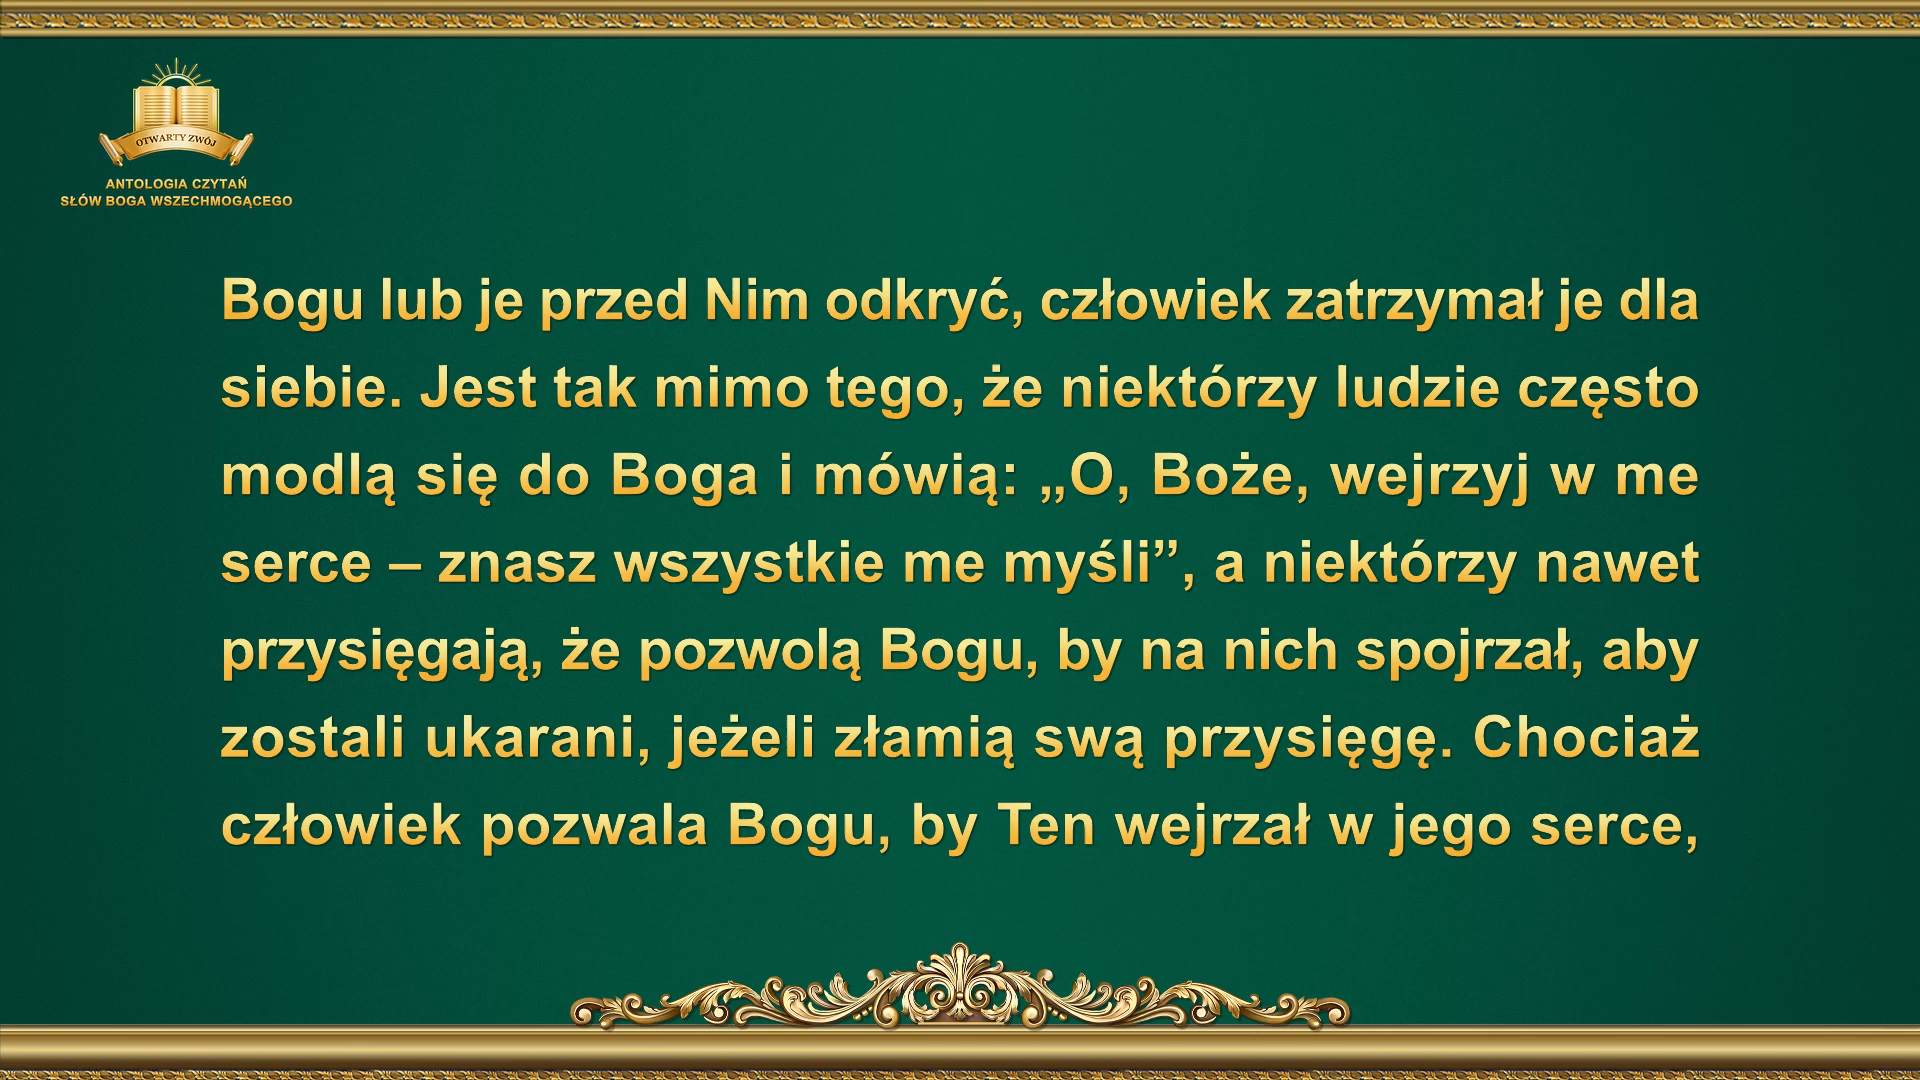 OTWARTY ZWÓJ
ANTOLOGIA CZYTAŃ
SŁÓW BOGA WSZECHMOGĄCEGO
Bogu lub je przed Nim odkryć, człowiek zatrzymał je dla
siebie. Jest tak mimo tego, że niektórzy ludzie często
modlą się do Boga i mówią: „O, Boże, wejrzyj w me
serce – znasz wszystkie me myśli”, a niektórzy nawet
przysięgają, że pozwolą Bogu, by na nich spojrzał, aby
zostali ukarani, jeżeli złamią swą przysięgę. Chociaż
człowiek pozwala Bogu, by Ten wejrzał w jego serce,